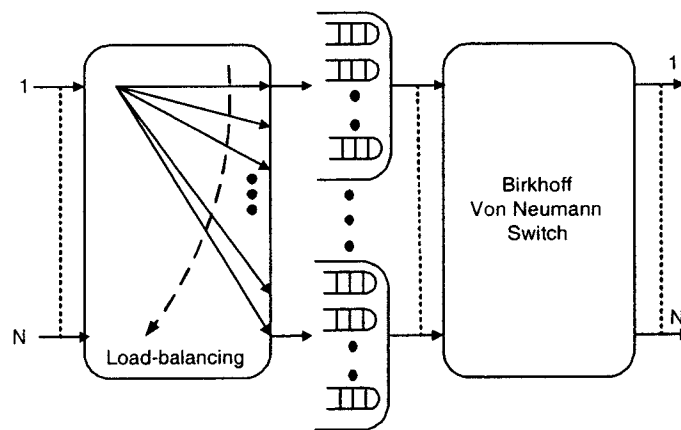 1
1
Birkhoff
Von Neumann
Switch
N
N
Load-balancing